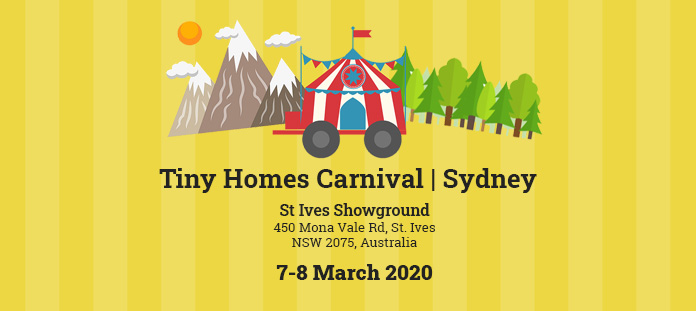 Tiny Homes Carnival | Sydney
St Ives Showground
450 Mona Vale Rd, St. Ives
NSW 2075, Australia
7-8 March 2020